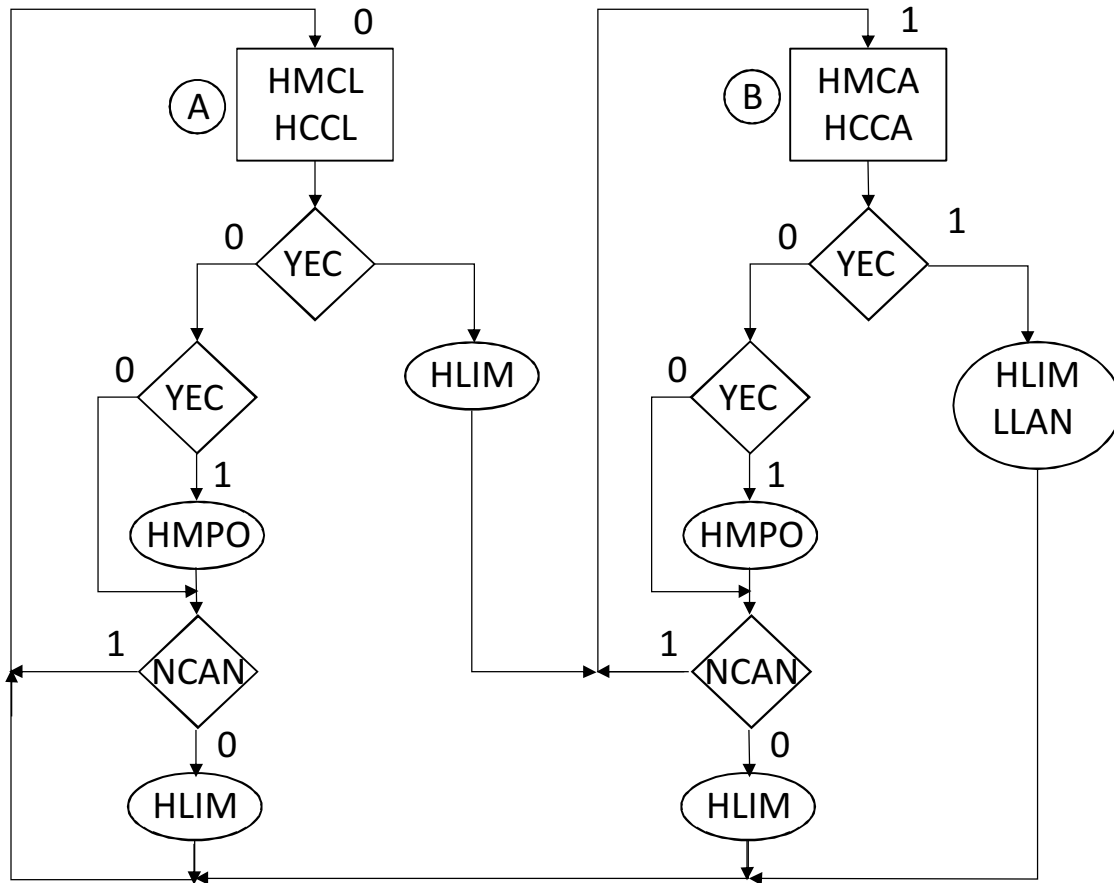 0
A
HMCL
HCCL
0
YEC
0
YEC
HLIM
1
HMPO
1
NCAN
0
HLIM
1
B
HMCA
HCCA
0
YEC
1
0
YEC
HLIM
LLAN
1
HMPO
1
NCAN
0
HLIM